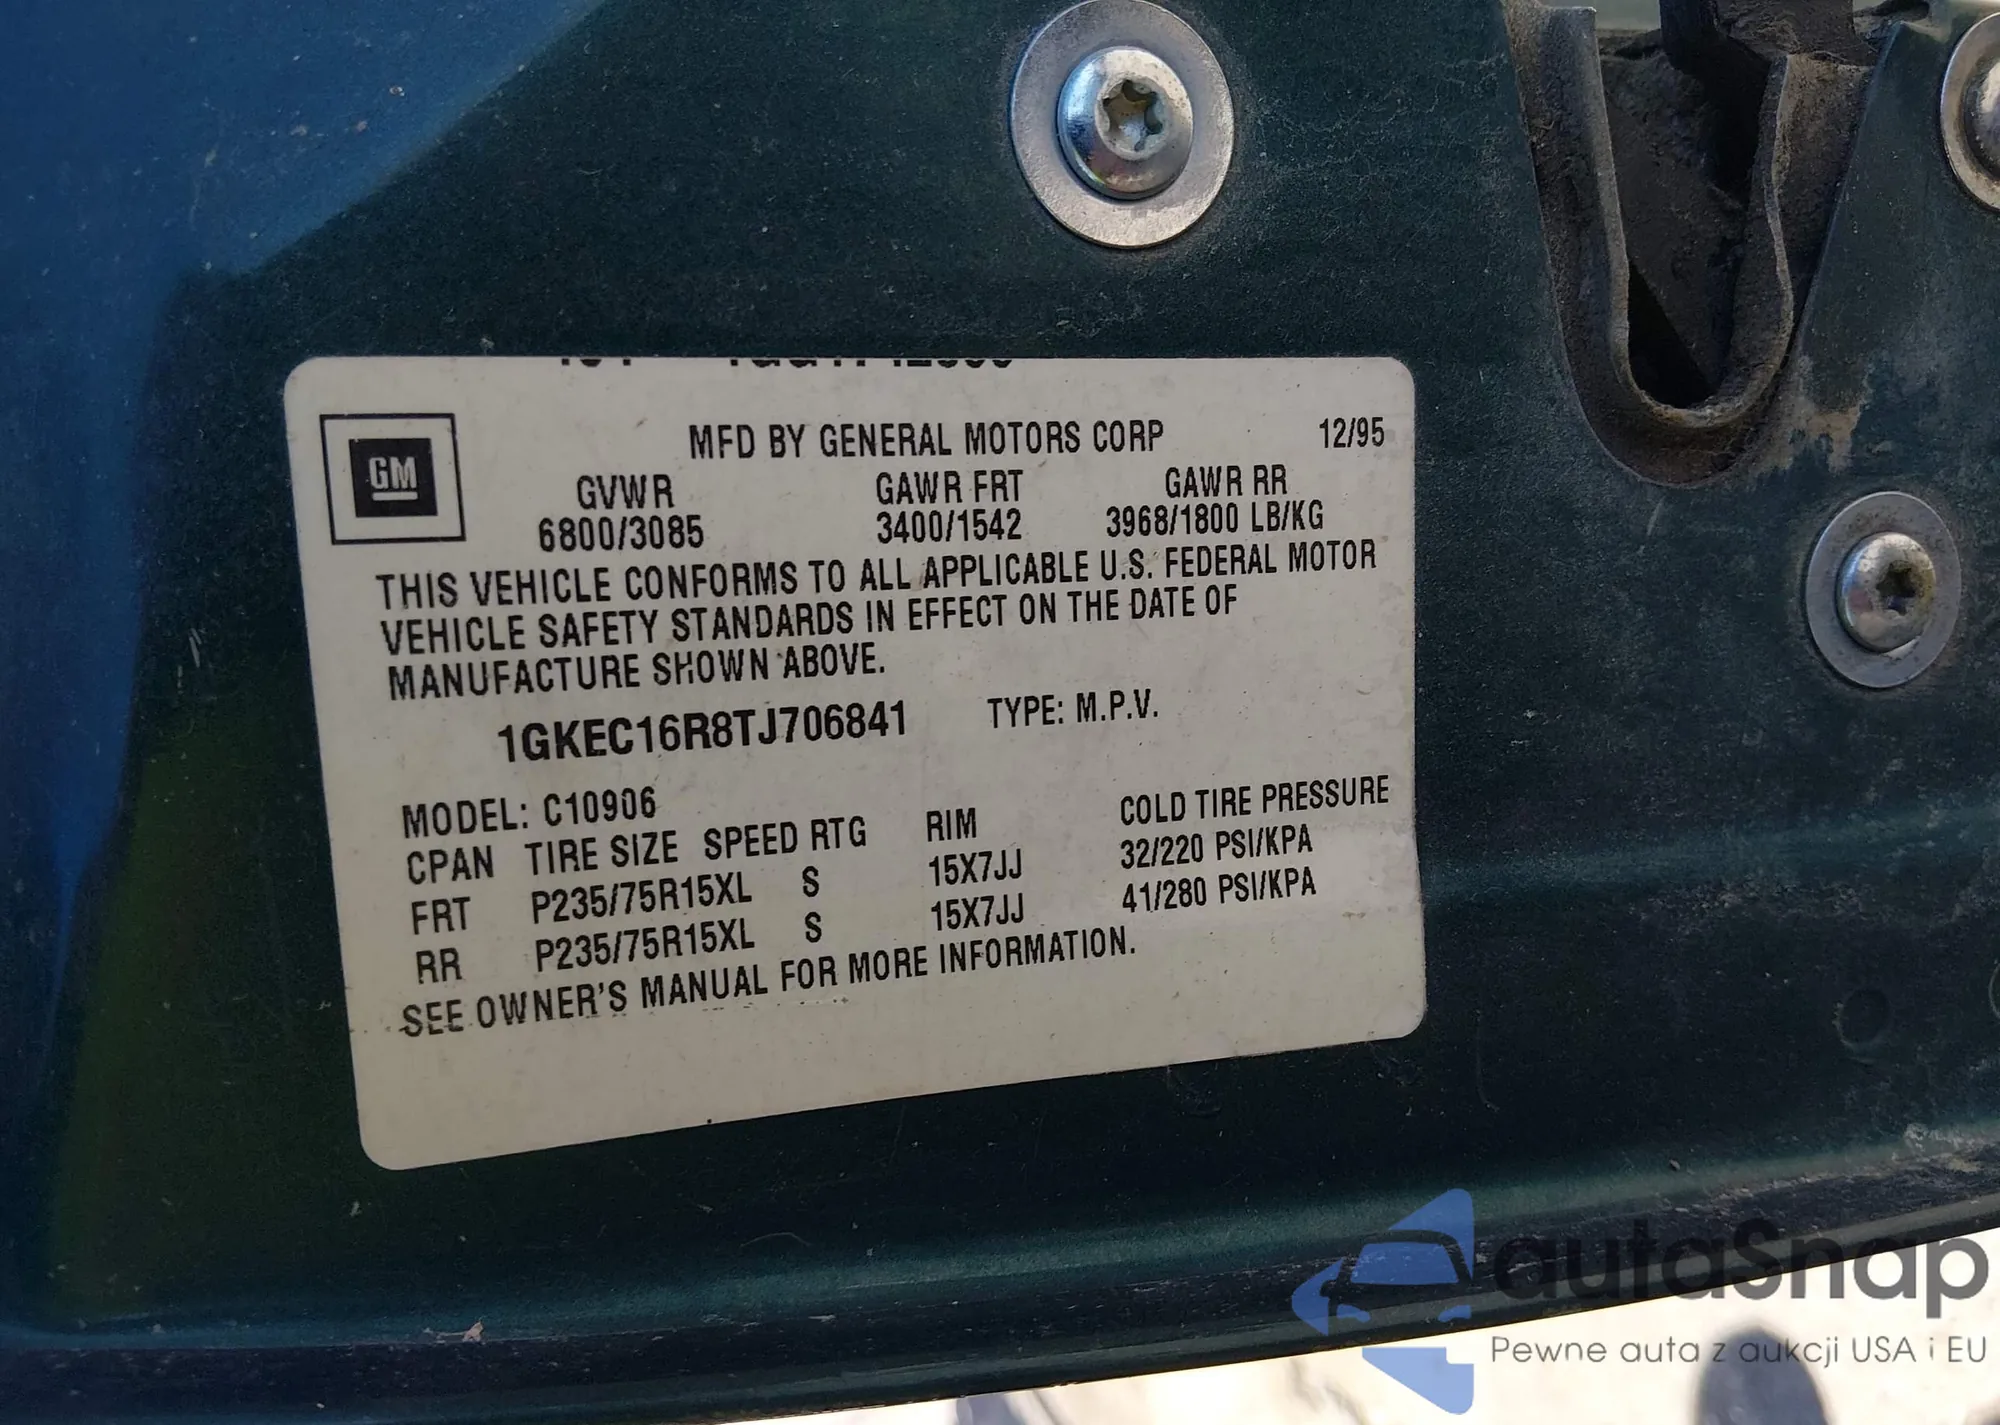 GM
MFD BY GENERAL MOTORS CORP 12/95
GVWR GAWR FRT GAWR RR
6800/3085 3400/1542 3968/1800 LB/KG
THIS VEHICLE CONFORMS TO ALL APPLICABLE U.S. FEDERAL MOTOR
VEHICLE SAFETY STANDARDS IN EFFECT ON THE DATE OF
MANUFACTURE SHOWN ABOVE.
1GKEC16R8TJ706841 TYPE: M.P.V.
MODEL: C10906
CPAN TIRE SIZE SPEED RTG RIM COLD TIRE PRESSURE
FRT P235/75R15XL S 15X7JJ 32/220 PSI/KPA
RR P235/75R15XL S 15X7JJ 41/280 PSI/KPA
SEE OWNER'S MANUAL FOR MORE INFORMATION.
autaSnap
Pewne auta z aukcji USA i EU